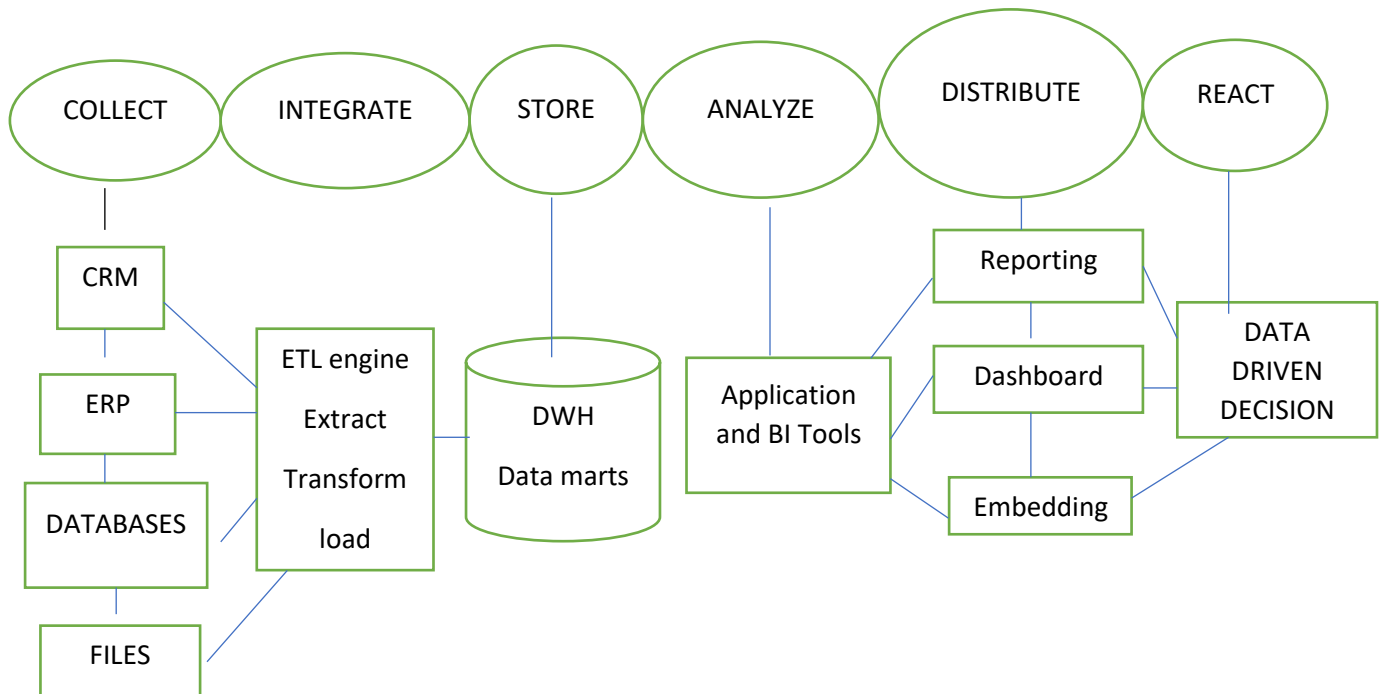 COLLECT
INTEGRATE
STORE
ANALYZE
DISTRIBUTE
REACT
CRM
ERP
DATABASES
FILES
ETL engine
Extract
Transform
load
DWH
Data marts
Application
and BI Tools
Reporting
Dashboard
Embedding
DATA
DRIVEN
DECISION